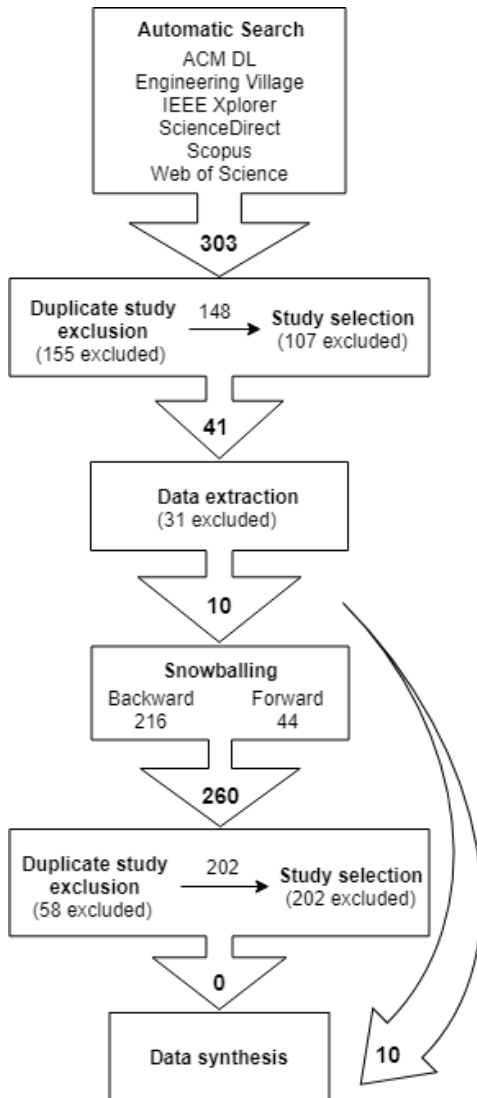 Automatic Search
ACM DL
Engineering Village
IEEE Xplorer
ScienceDirect
Scopus
Web of Science
303
Duplicate study
exclusion
(155 excluded)
148
Study selection
(107 excluded)
41
Data extraction
(31 excluded)
10
Snowballing
Backward
216
Forward
44
260
Duplicate study
exclusion
(58 excluded)
202
Study selection
(202 excluded)
0
Data synthesis
10